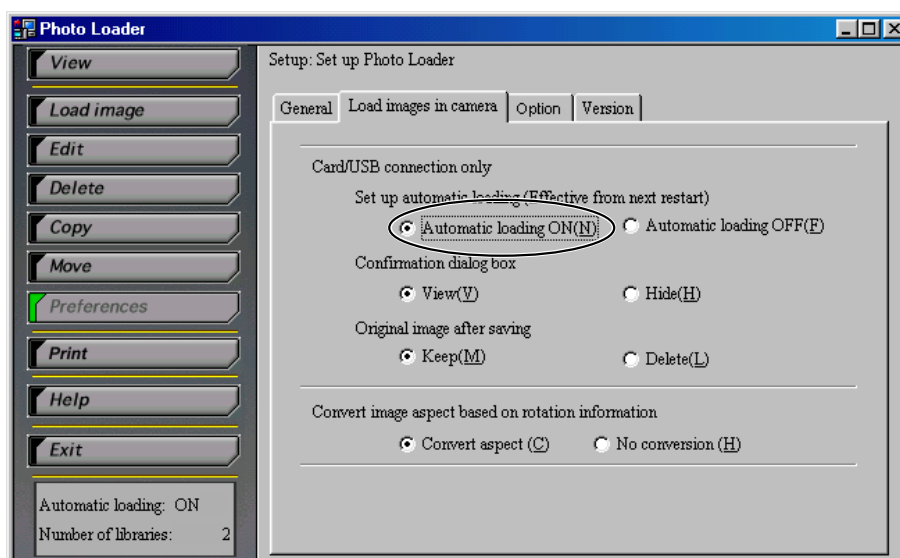 Photo Loader
View
Load image
Edit
Delete
Copy
Move
Preferences
Print
Help
Exit
Automatic loading: ON
Number of libraries: 2
Setup: Set up Photo Loader
General Load images in camera Option Version
Card/USB connection only
Set up automatic loading (Effective from next restart)
Automatic loading ON(N) Automatic loading OFF(F)
Confirmation dialog box
View(V) Hide(H)
Original image after saving
Keep(M) Delete(L)
Convert image aspect based on rotation information
Convert aspect (C) No conversion (H)